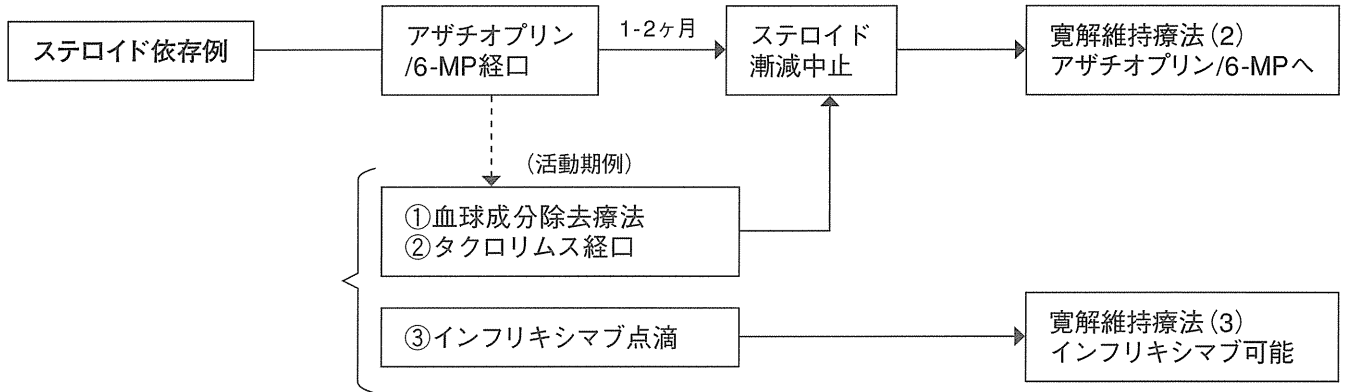 ステロイド依存例
アザチオプリン
/6-MP経口
1-2ヶ月
ステロイド
漸減中止
寛解維持療法(2)
アザチオプリン/6-MPへ
(活動期例)
①血球成分除去療法
②タクロリムス経口
③インフリキシマブ点滴
寛解維持療法(3)
インフリキシマブ可能